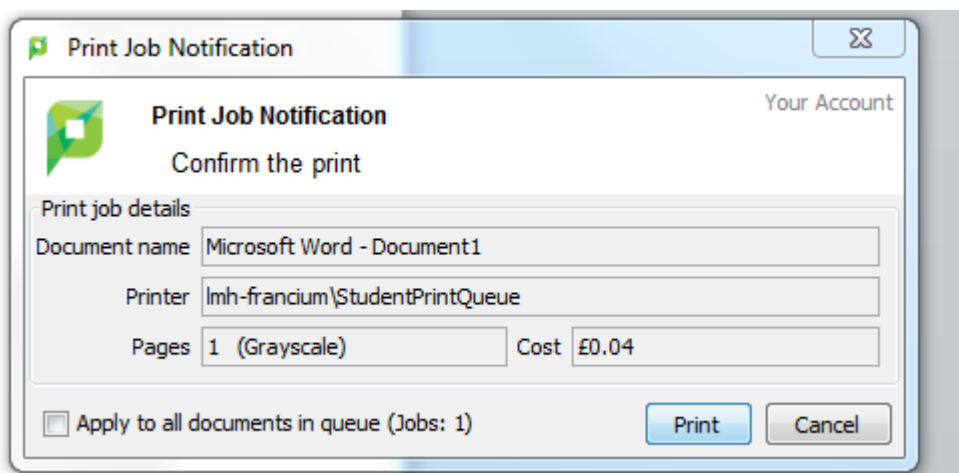 Print Job Notification
Your Account
Print Job Notification
Confirm the print
Print job details
Document name Microsoft Word - Document1
Printer lmh-francium\StudentPrintQueue
Pages 1 (Grayscale) Cost £0.04
Apply to all documents in queue (Jobs: 1) Print Cancel